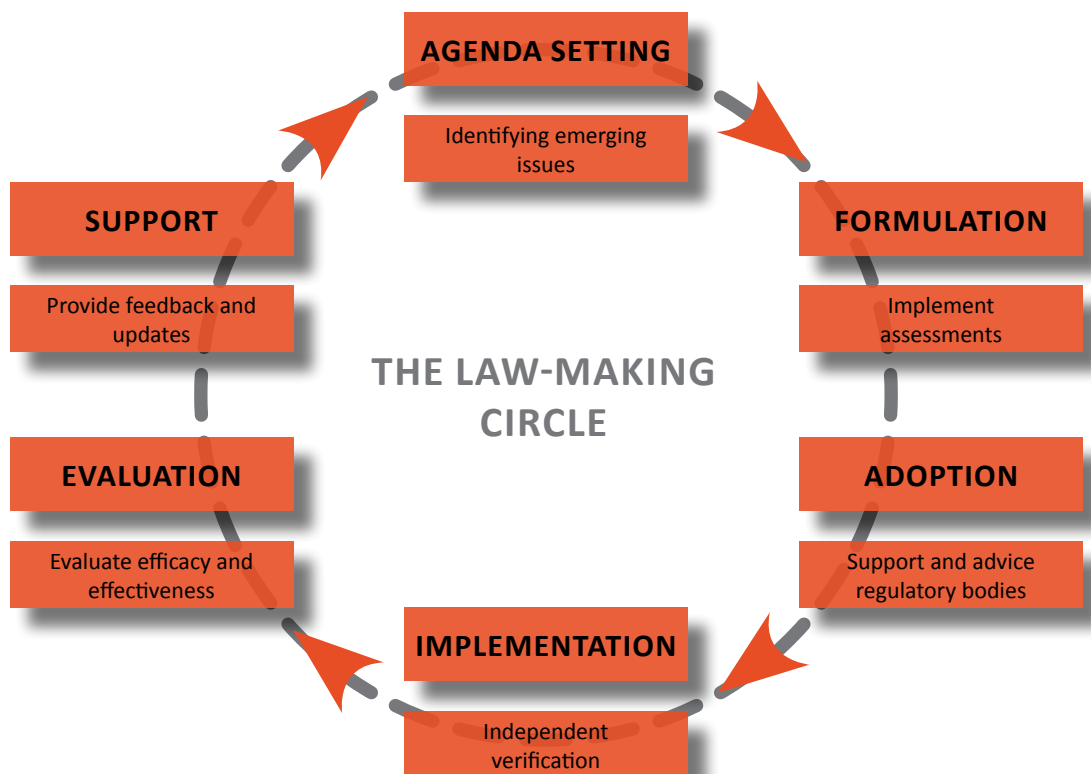 AGENDA SETTING
Identifying emerging
issues
FORMULATION
Implement
assessments
ADOPTION
Support and advice
regulatory bodies
IMPLEMENTATION
Independent
verification
EVALUATION
Evaluate efficacy and
effectiveness
SUPPORT
Provide feedback and
updates
THE LAW-MAKING
CIRCLE